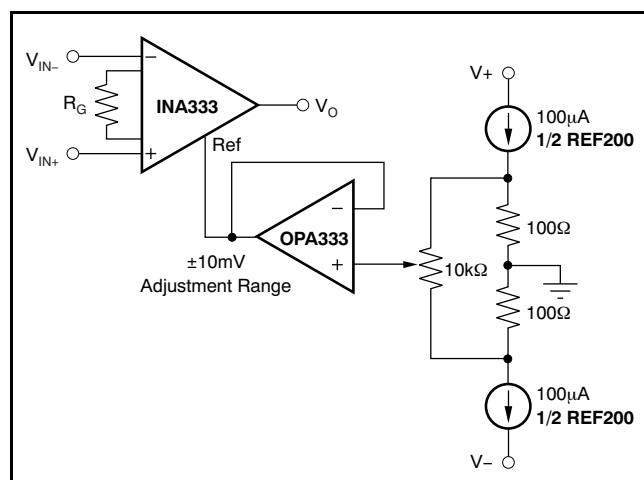 V+
VIN−
−
RG
INA333
VO
100μA
1/2 REF200
VIN+
+
Ref
−
100Ω
OPA333
±10mV
Adjustment Range
+
10kΩ
100Ω
100μA
1/2 REF200
V−